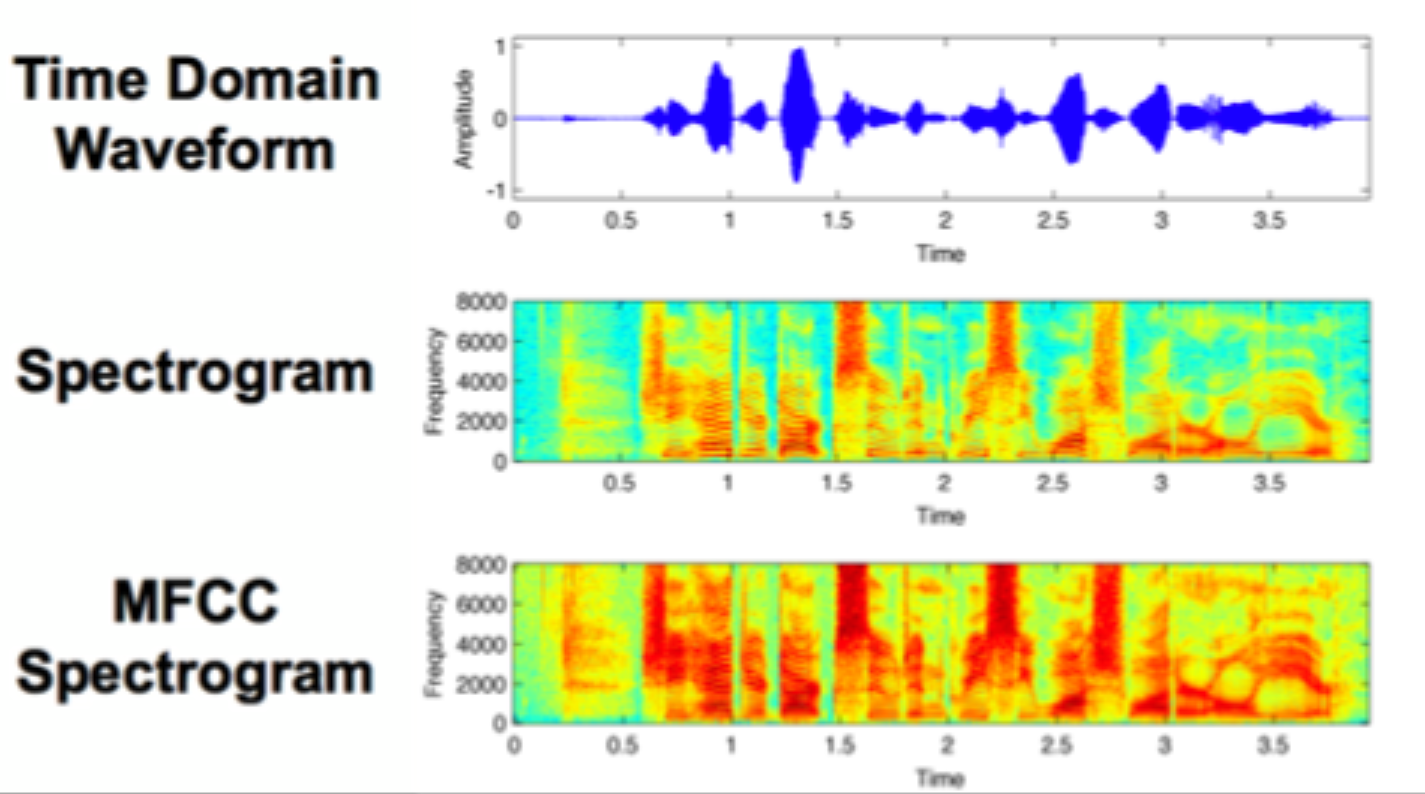 Time Domain
Waveform
Amplitude
1
0
-1
0 0.5 1 1.5 2 2.5 3 3.5
Time
Spectrogram
Frequency
8000
6000
4000
2000
0
0.5 1 1.5 2 2.5 3 3.5
Time
MFCC
Spectrogram
Frequency
8000
6000
4000
2000
0
0 0.5 1 1.5 2 2.5 3 3.5
Time